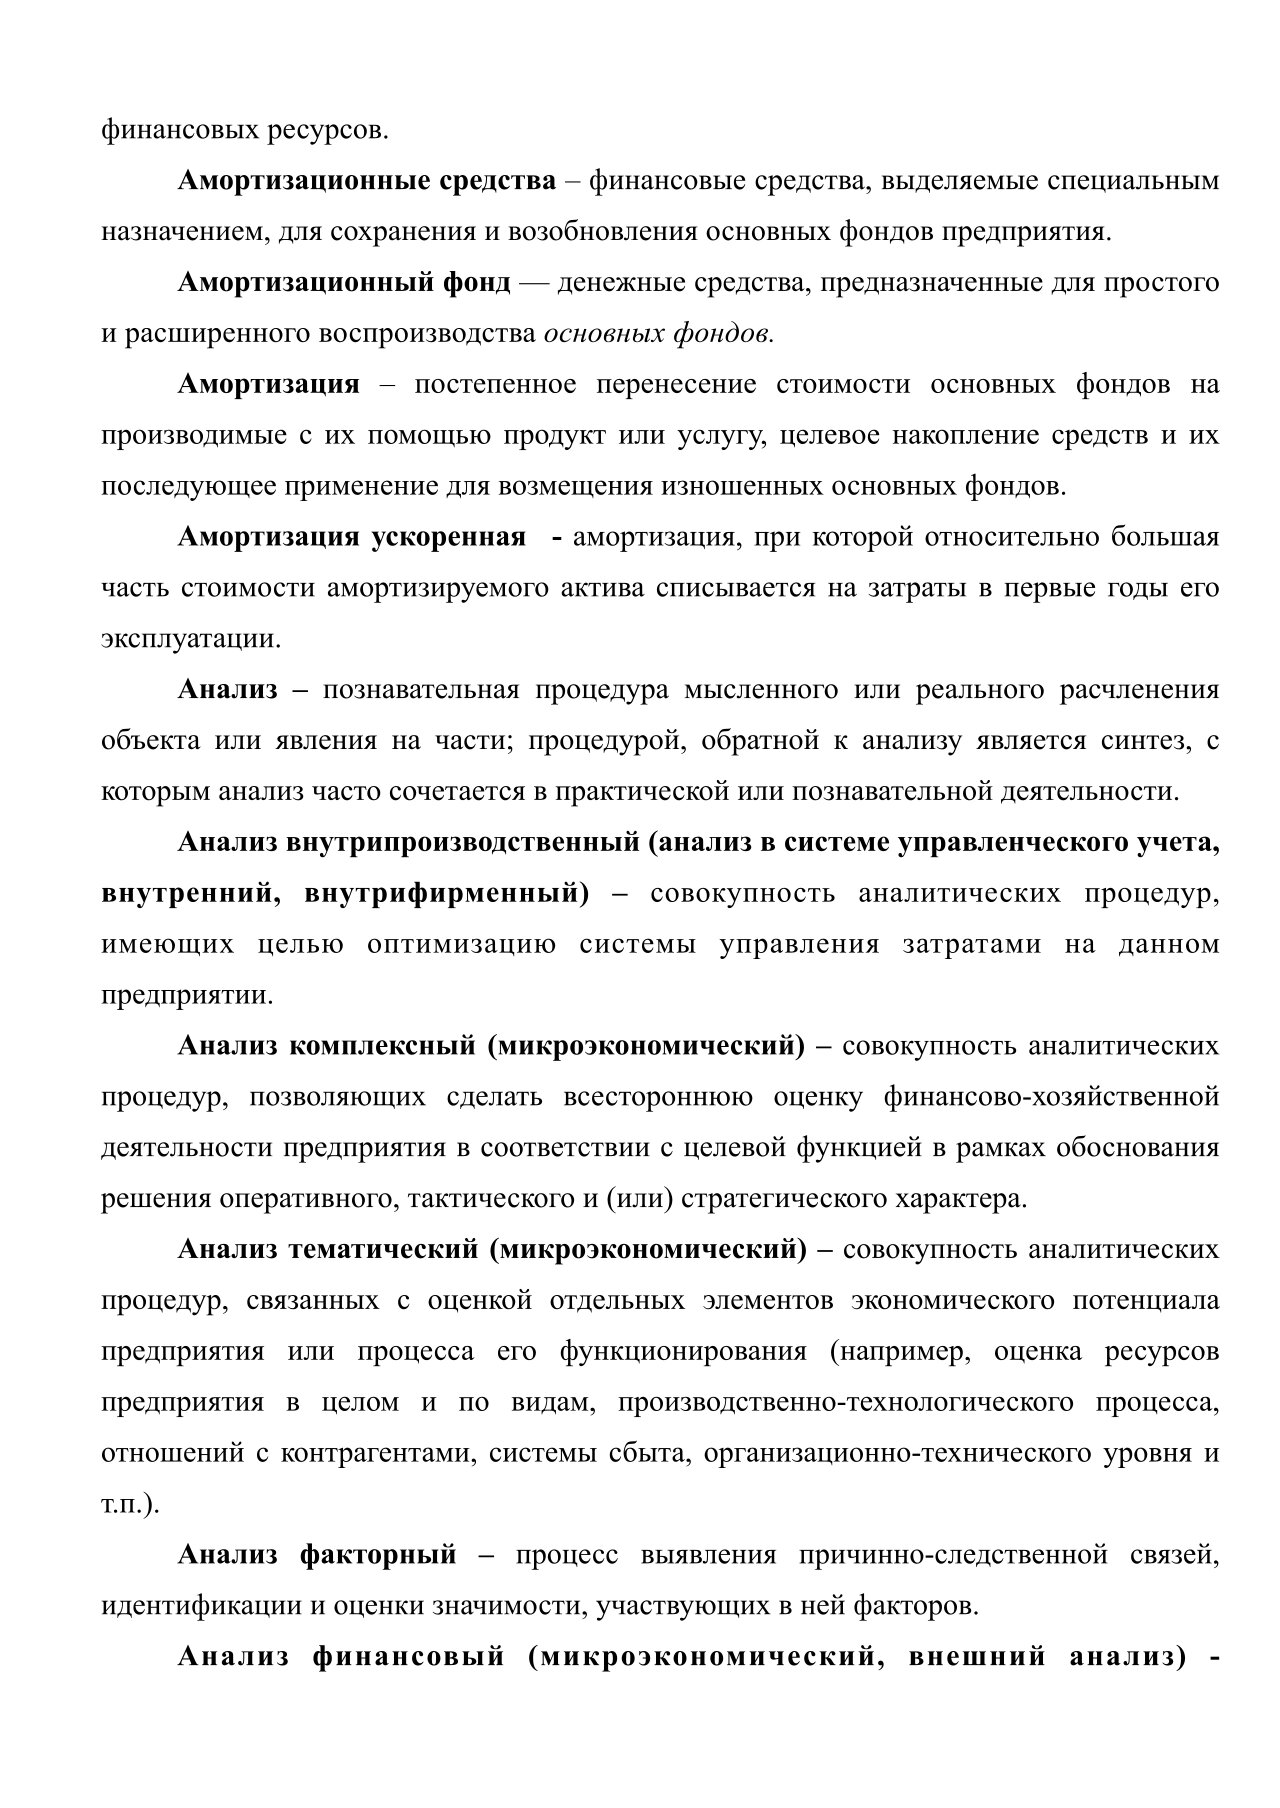 финансовых ресурсов.
Амортизационные средства – финансовые средства, выделяемые специальным
назначением, для сохранения и возобновления основных фондов предприятия.
Амортизационный фонд — денежные средства, предназначенные для простого
и расширенного воспроизводства основных фондов.
Амортизация – постепенное перенесение стоимости основных фондов на
производимые с их помощью продукт или услугу, целевое накопление средств и их
последующее применение для возмещения изношенных основных фондов.
Амортизация ускоренная - амортизация, при которой относительно большая
часть стоимости амортизируемого актива списывается на затраты в первые годы его
эксплуатации.
Анализ – познавательная процедура мысленного или реального расчленения
объекта или явления на части; процедурой, обратной к анализу является синтез, с
которым анализ часто сочетается в практической или познавательной деятельности.
Анализ внутрипроизводственный (анализ в системе управленческого учета,
внутренний, внутрифирменный) – совокупность аналитических процедур,
имеющих целью оптимизацию системы управления затратами на данном
предприятии.
Анализ комплексный (микроэкономический) – совокупность аналитических
процедур, позволяющих сделать всестороннюю оценку финансово-хозяйственной
деятельности предприятия в соответствии с целевой функцией в рамках обоснования
решения оперативного, тактического и (или) стратегического характера.
Анализ тематический (микроэкономический) – совокупность аналитических
процедур, связанных с оценкой отдельных элементов экономического потенциала
предприятия или процесса его функционирования (например, оценка ресурсов
предприятия в целом и по видам, производственно-технологического процесса,
отношений с контрагентами, системы сбыта, организационно-технического уровня и
т.п.).
Анализ факторный – процесс выявления причинно-следственной связей,
идентификации и оценки значимости, участвующих в ней факторов.
Анализ финансовый (микроэкономический, внешний анализ) -